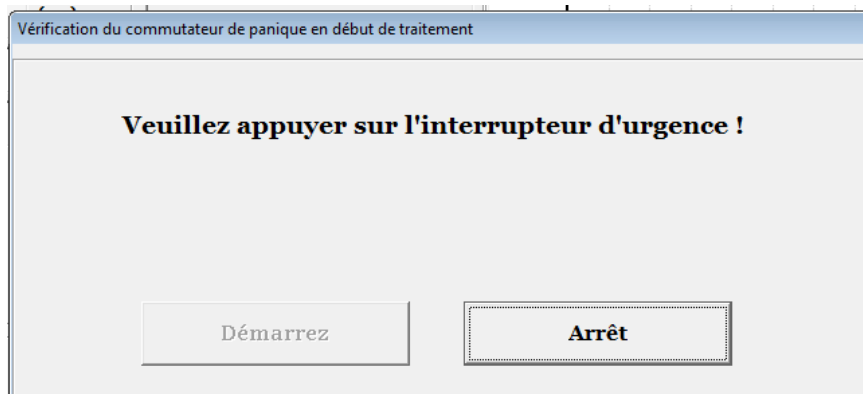 Vérification du commutateur de panique en début de traitement
Veuillez appuyer sur l'interrupteur d'urgence !
Démarrez
Arrêt